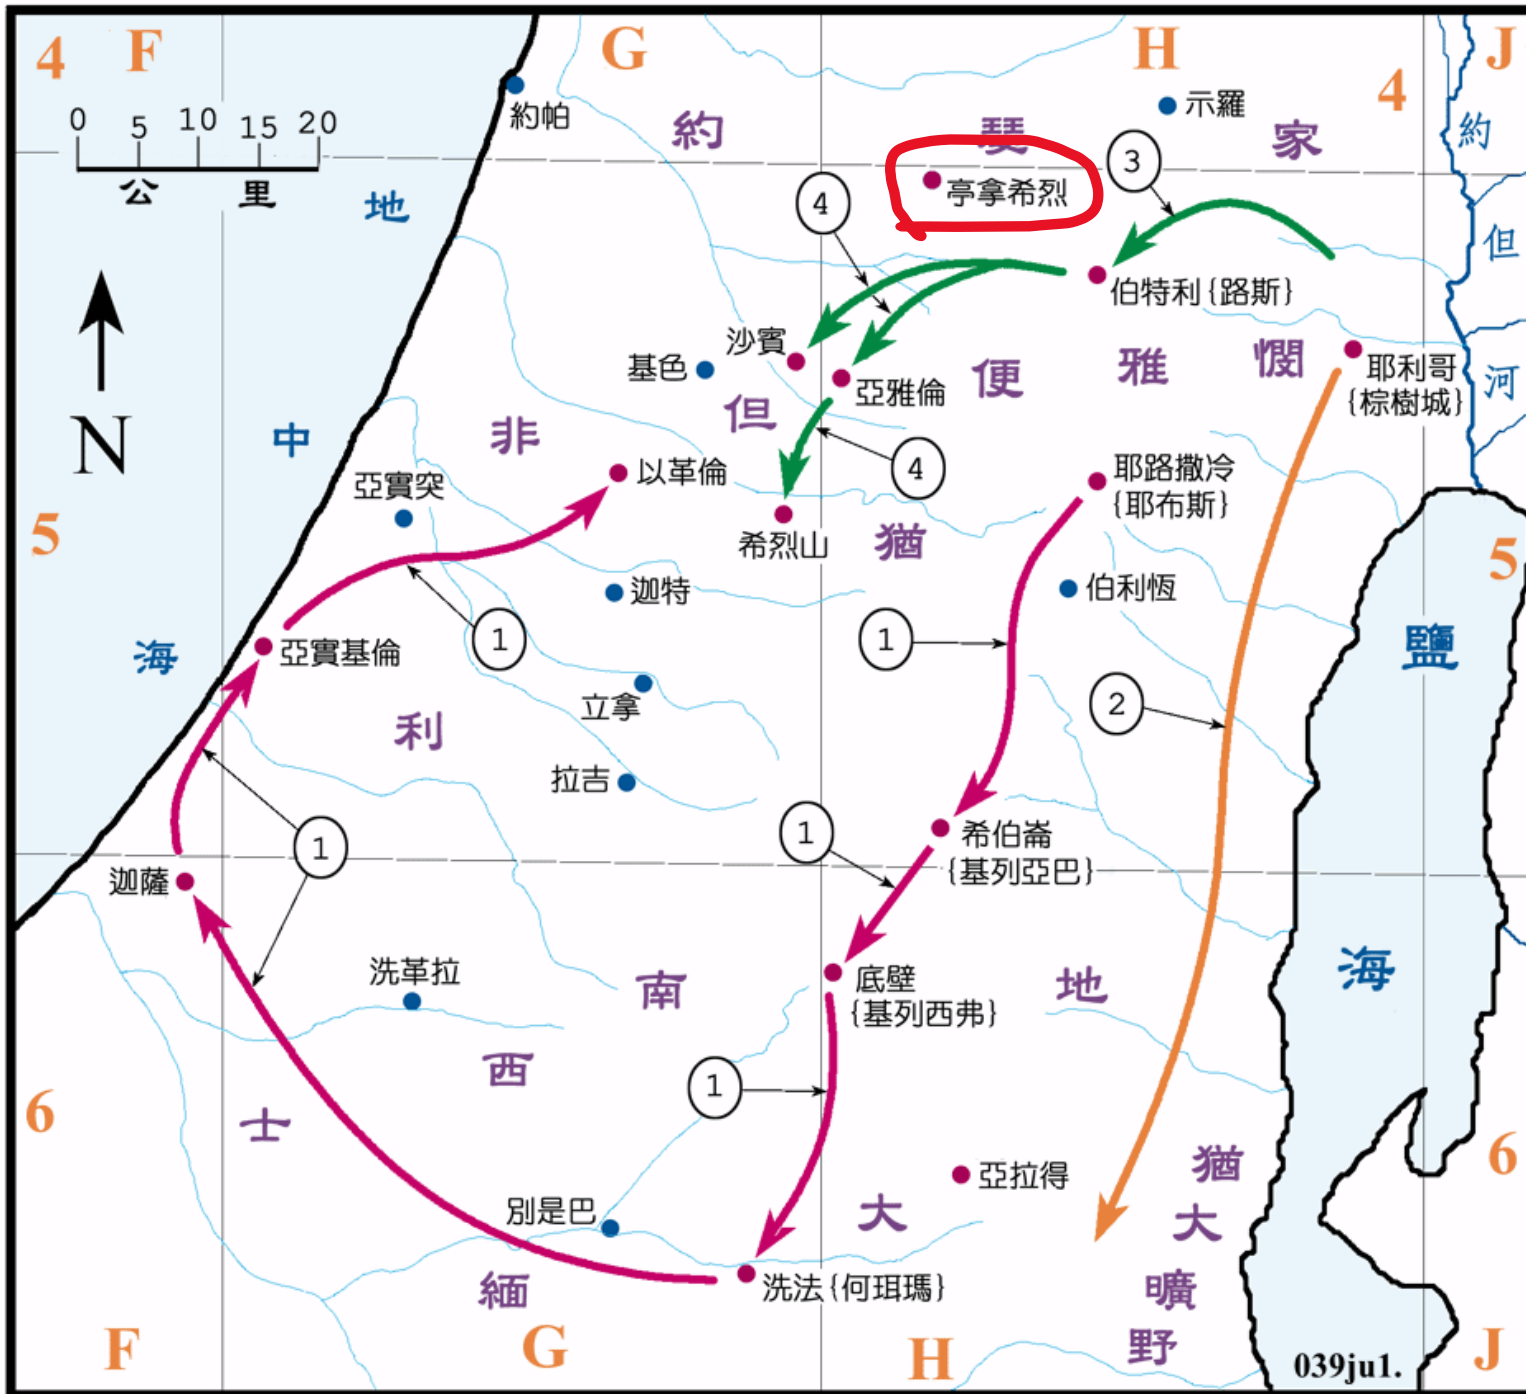 4 F G H J
約帕
0 5 10 15 20
公里
示羅
4
約琵家
亭拿希烈
3
4
伯特利{路斯}
約但河
地中海
N
沙賓
基色
亞雅倫
但
便雅憫
耶利哥
{棕樹城}
4
非利士
以革倫
亞實突
希烈山
猶大
耶路撒冷
{耶布斯}
5
5
迦特
伯利恆
1
1
亞實基倫
立拿
2
鹽海
拉吉
1
1
希伯崙
{基列亞巴}
迦薩
洗革拉
底壁
{基列西弗}
南地
西緬
1
6
6
亞拉得
別是巴
猶大曠野
洗法{何珥瑪}
F G H J
039ju1.